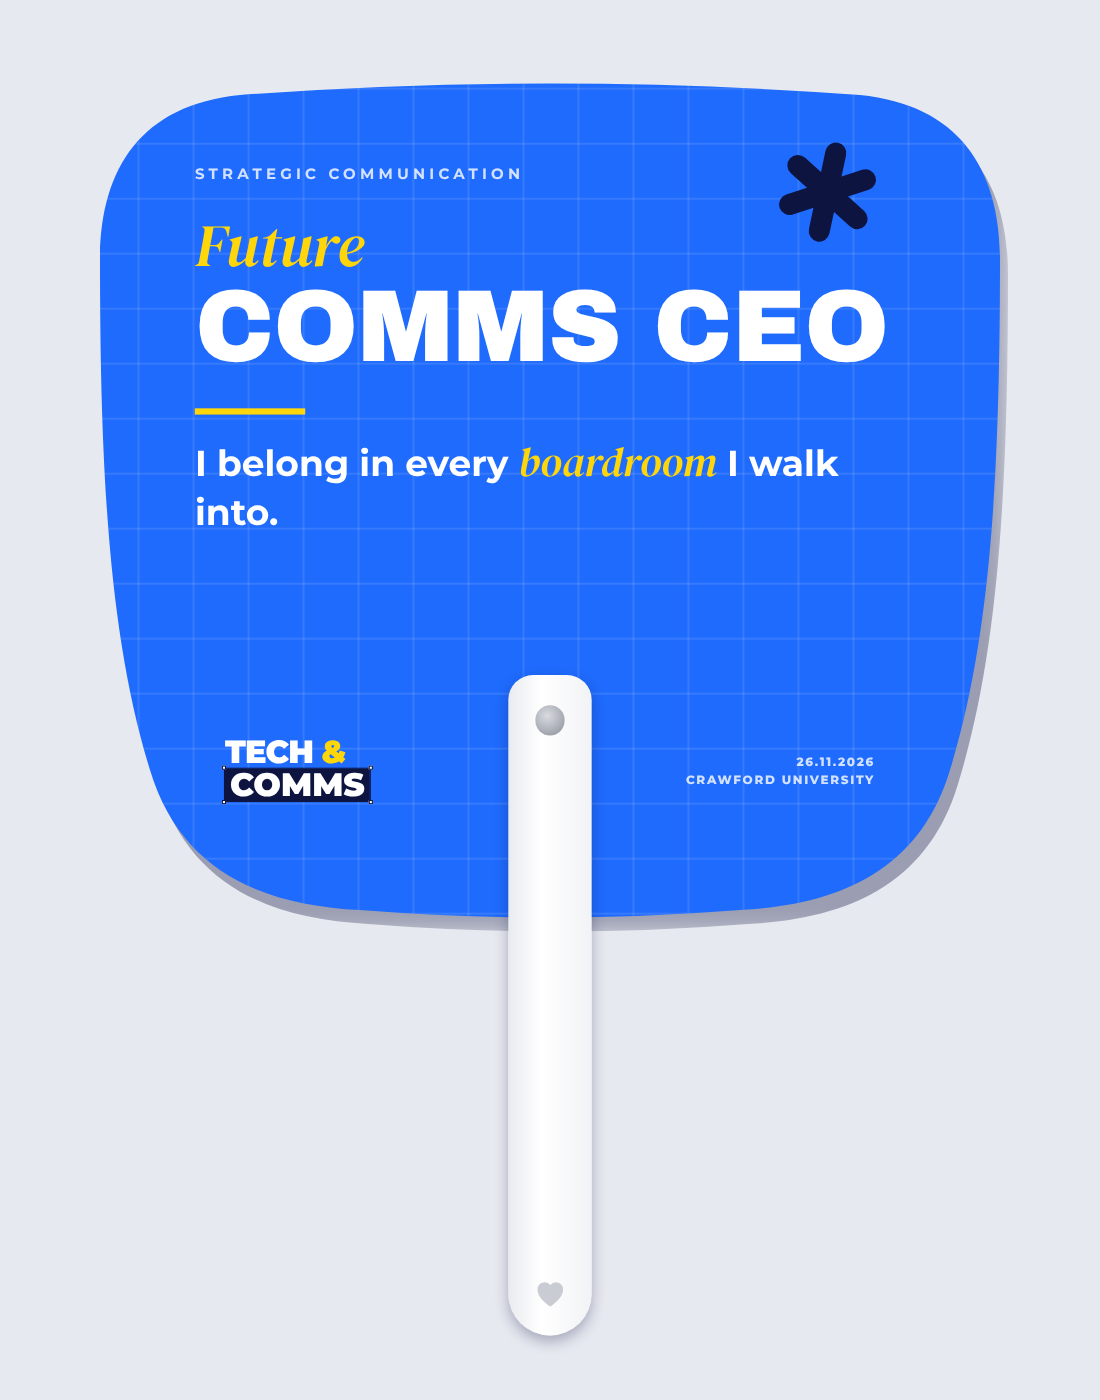 STRATEGIC COMMUNICATION
Future
COMMS CEO
I belong in every boardroom I walk
into.
TECH &
COMMS
26.11.2026
CRAWFORD UNIVERSITY